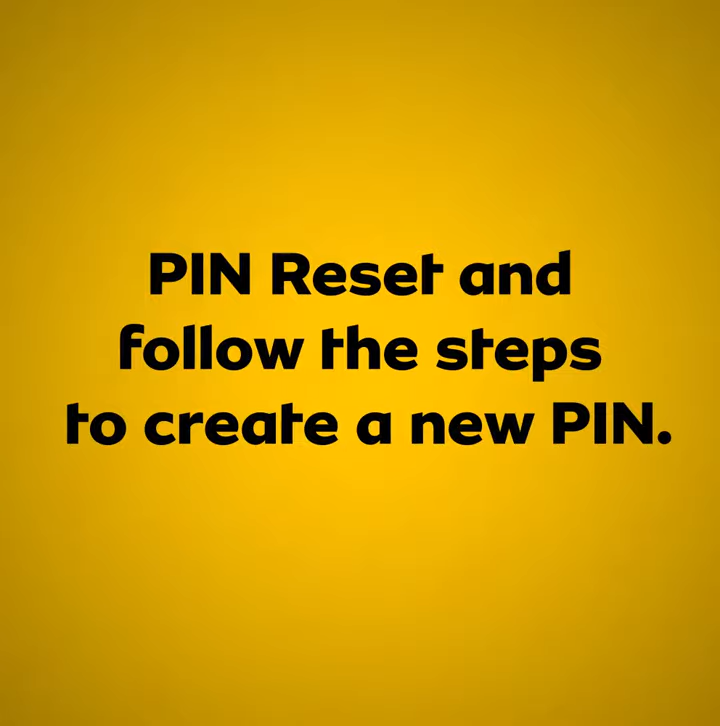 PIN Reset and
follow the steps
to create a new PIN.